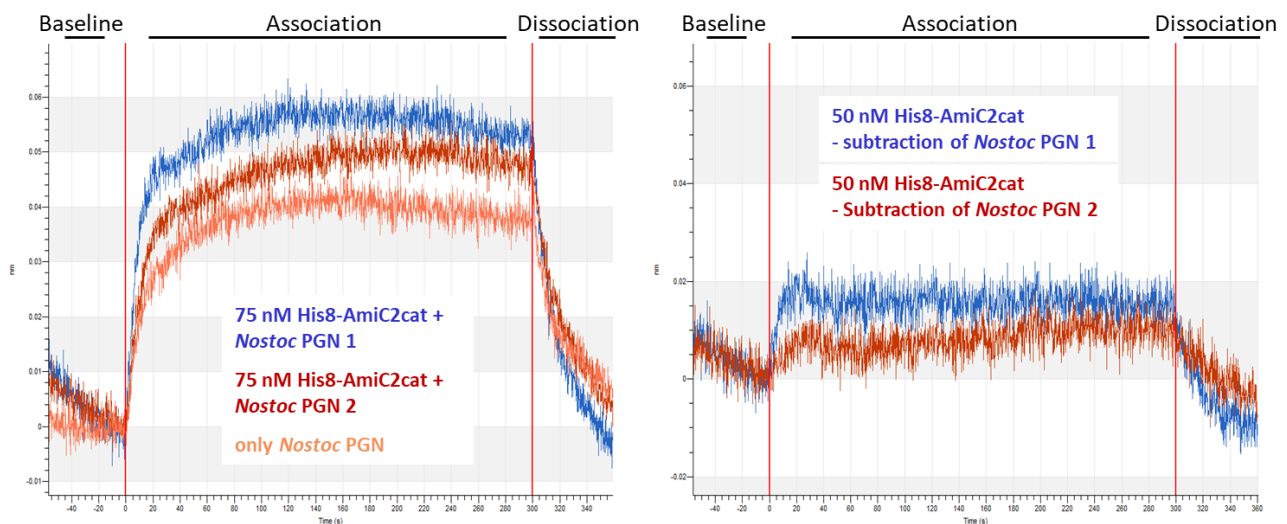 Baseline Association Dissociation
0.06
0.05
0.04
0.03
0.02
0.01
0
-0.01
nm
75 nM His8-AmiC2cat +
Nostoc PGN 1
75 nM His8-AmiC2cat +
Nostoc PGN 2
only Nostoc PGN
-40 -20 0 20 40 60 80 100 120 140 160 180 200 220 240 260 280 300 320 340
Time (s)
Baseline Association Dissociation
0.06
0.04
0.02
0
-0.02
nm
50 nM His8-AmiC2cat
- subtraction of Nostoc PGN 1
50 nM His8-AmiC2cat
- Subtraction of Nostoc PGN 2
-40 -20 0 20 40 60 80 100 120 140 160 180 200 220 240 260 280 300 320 340 360
Time (s)